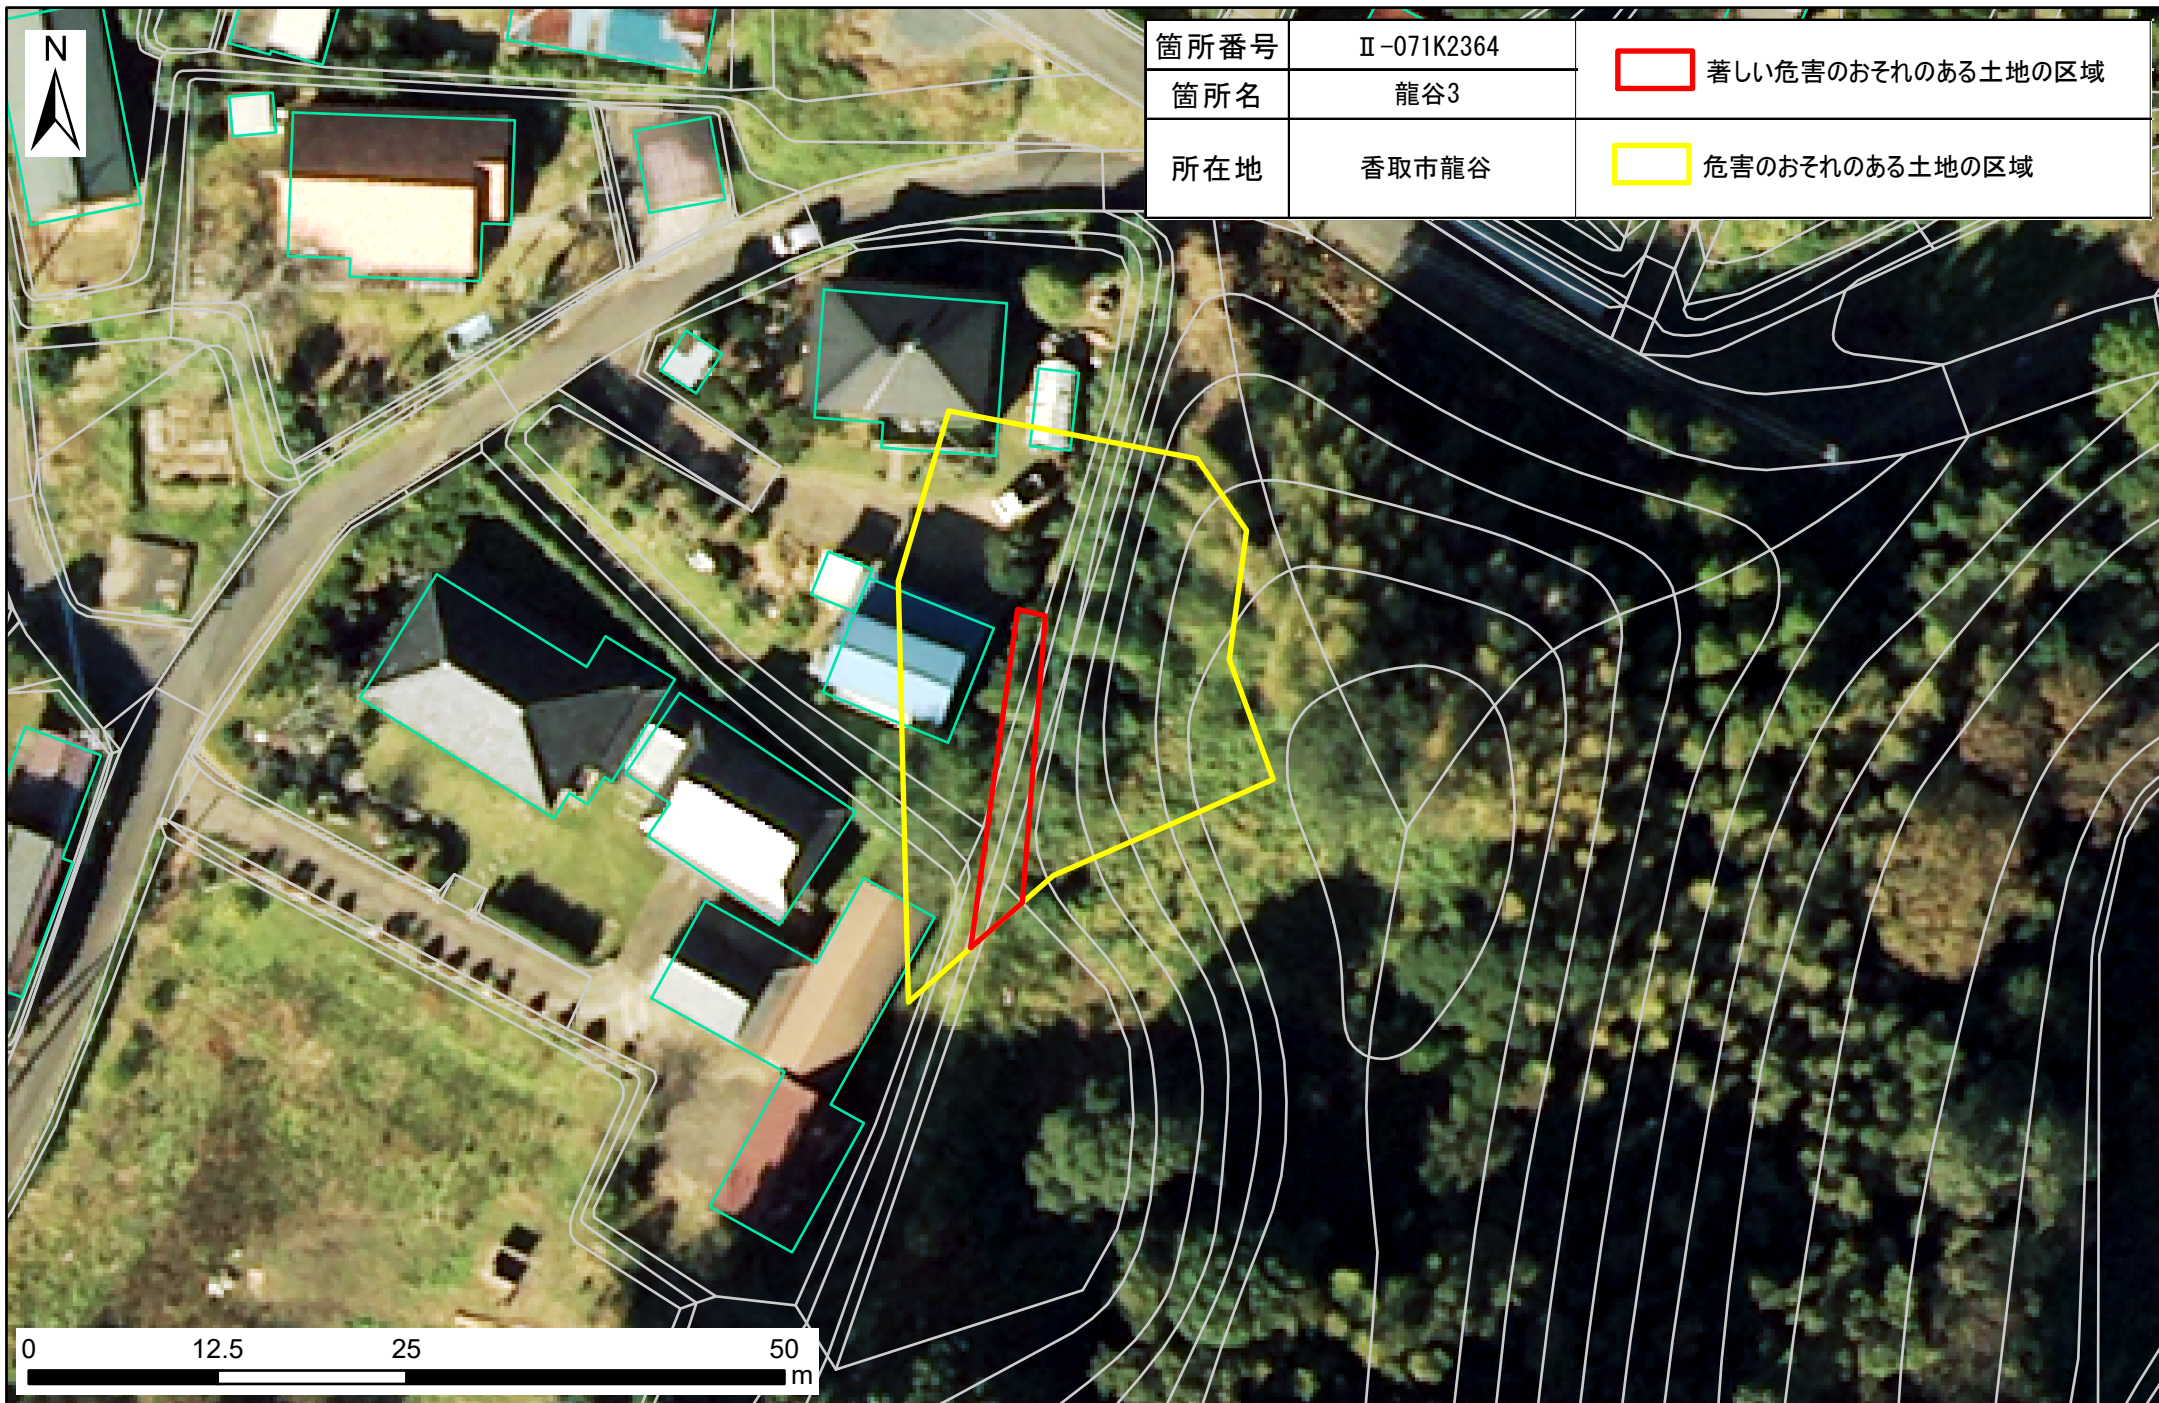 N
箇所番号 Ⅱ-071K2364
著しい危害のおそれのある土地の区域
箇所名 龍谷3
所在地 香取市龍谷
危害のおそれのある土地の区域
0 12.5 25 50
m